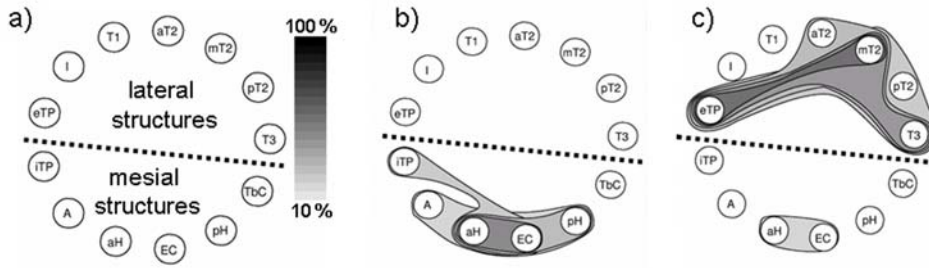 a)
T1
aT2
mT2
I
pT2
eTP
T3
lateral
structures
iTP
TbC
mesial
structures
A
pH
aH
EC
100 %
10 %
b)
T1
aT2
mT2
I
pT2
eTP
T3
iTP
TbC
A
pH
aH
EC
c)
T1
aT2
mT2
I
pT2
eTP
T3
iTP
TbC
A
pH
aH
EC